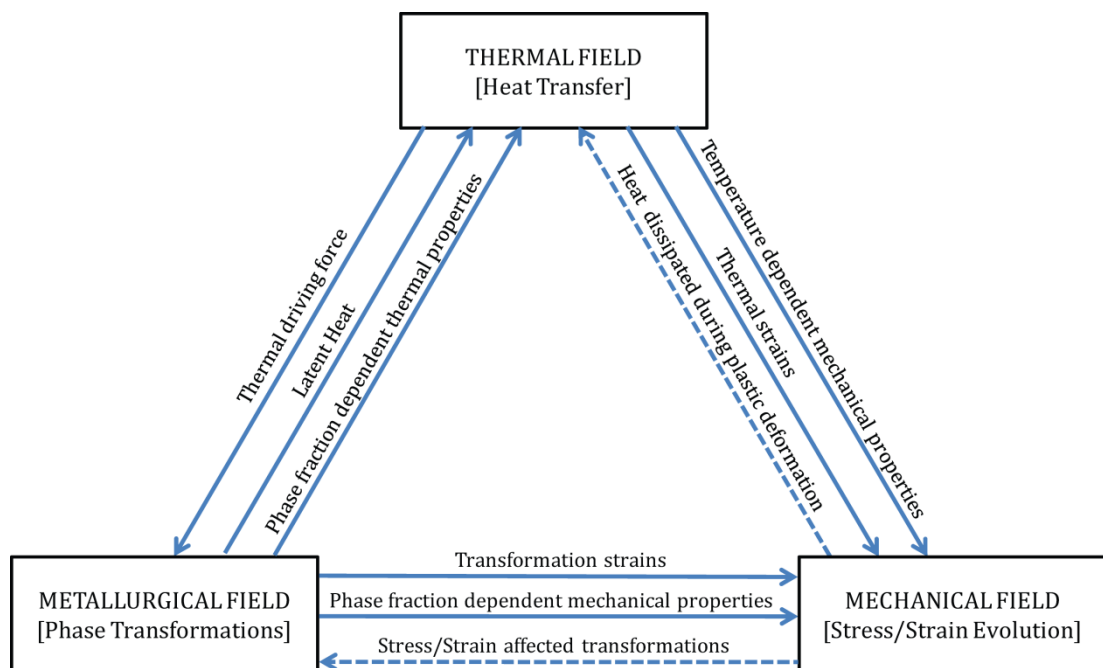 THERMAL FIELD
[Heat Transfer]
Thermal driving force
Latent Heat
Phase fraction dependent thermal properties
Heat dissipated during plastic deformation
Thermal strains
Temperature dependent mechanical properties
METALLURGICAL FIELD
[Phase Transformations]
Transformation strains
Phase fraction dependent mechanical properties
Stress/Strain affected transformations
MECHANICAL FIELD
[Stress/Strain Evolution]